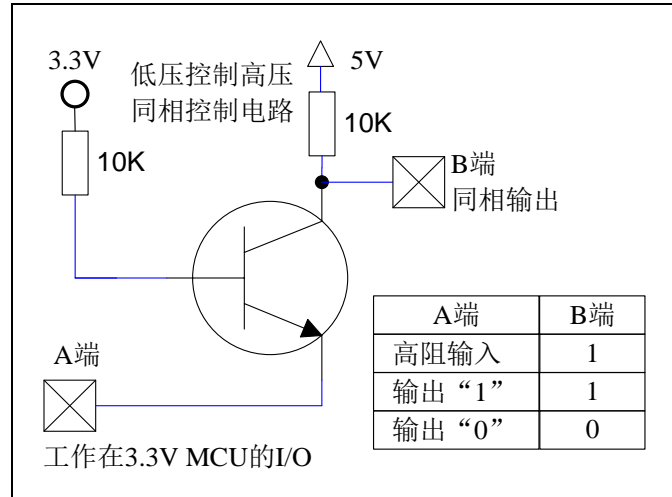 3.3V
低压控制高压
同相控制电路
5V
10K
10K
B端
同相输出
A端
工作在3.3V MCU的I/O
A端 B端
高阻输入 1
输出“1” 1
输出“0” 0